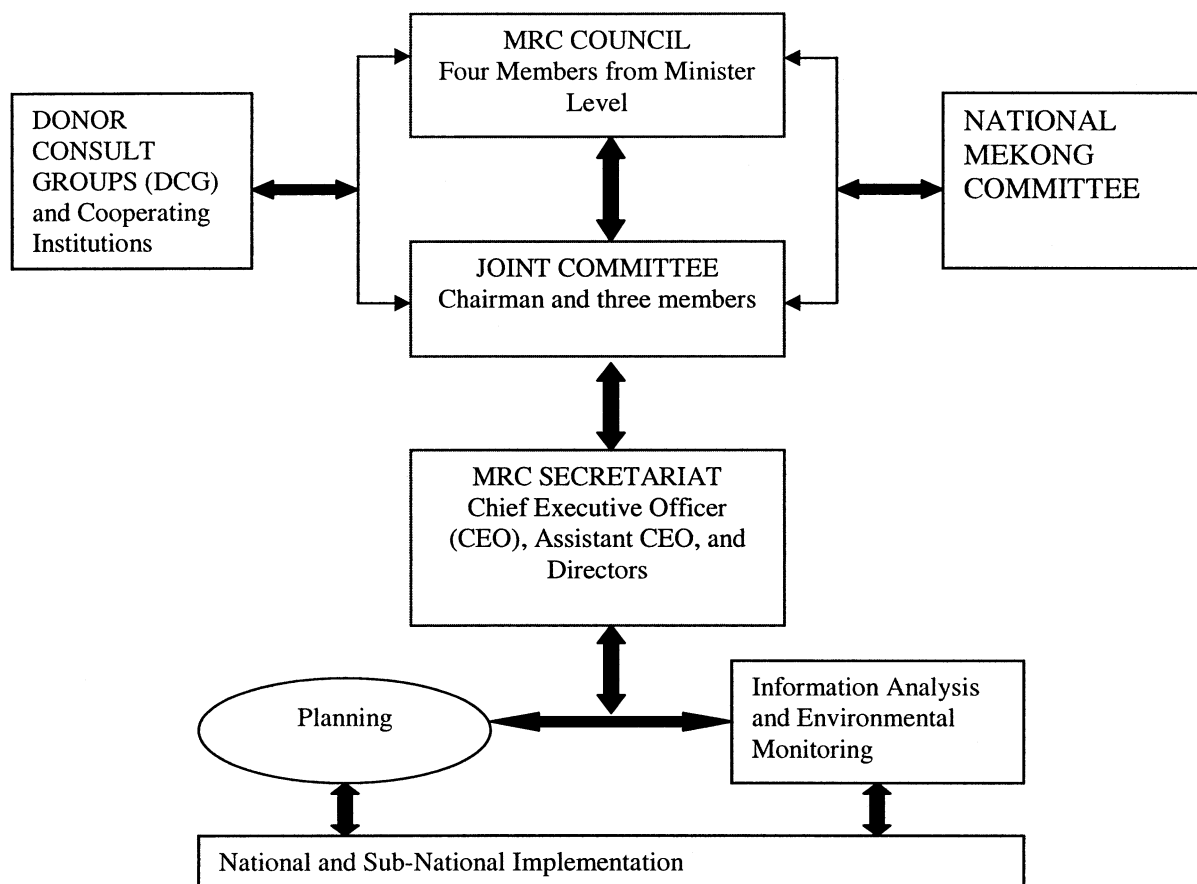 MRC COUNCIL
Four Members from Minister
Level
DONOR
CONSULT
GROUPS (DCG)
and Cooperating
Institutions
NATIONAL
MEKONG
COMMITTEE
JOINT COMMITTEE
Chairman and three members
MRC SECRETARIAT
Chief Executive Officer
(CEO), Assistant CEO, and
Directors
Planning
Information Analysis
and Environmental
Monitoring
National and Sub-National Implementation